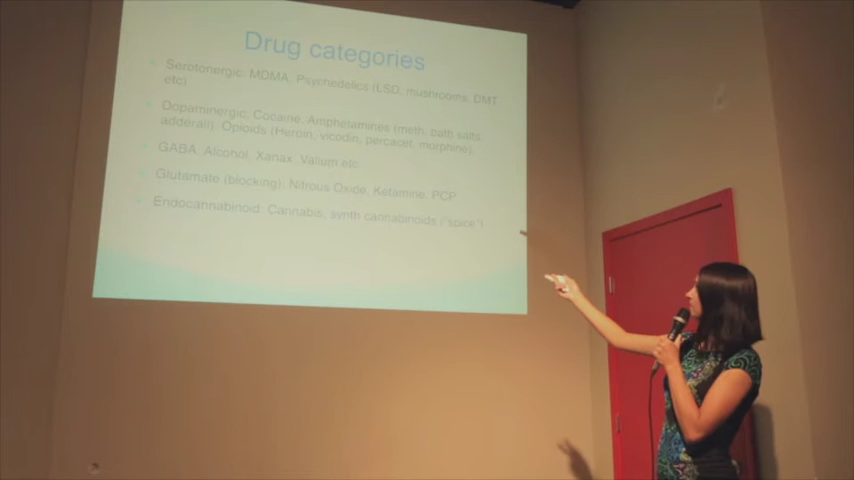 Drug categories
Serotonergic: MDMA, Psychedelics (LSD, mushrooms, DMT
etc)
Dopaminergic: Cocaine, Amphetamines (meth, bath salts,
adderall), Opioids (Heroin, vicodin, percacet, morphine),
GABA: Alcohol, Xanax, Valium etc
Glutamate (blocking): Nitrous Oxide, Ketamine, PCP
Endocannabinoid: Cannabis, synth cannabinoids ("spice")